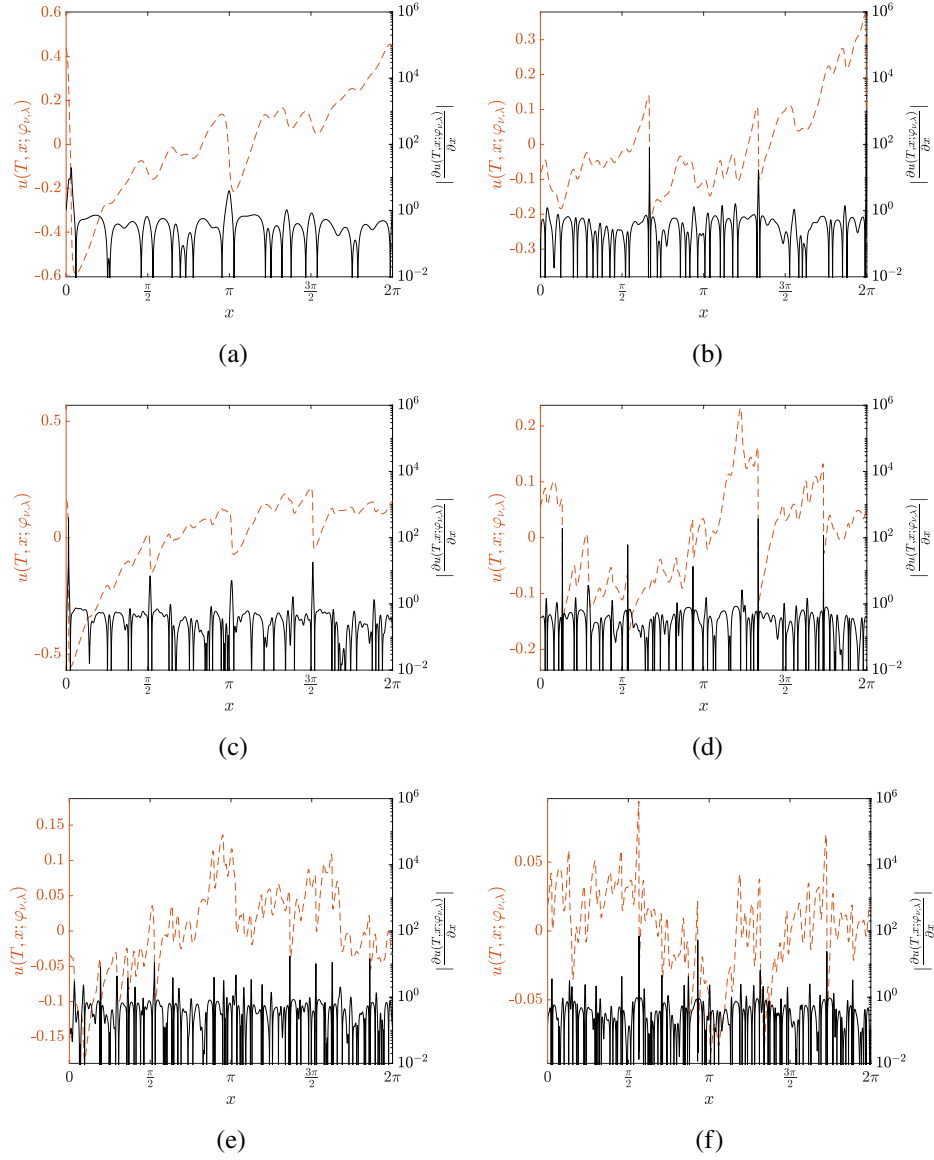 0.6
0.4
0.2
0
-0.2
-0.4
-0.6
u(T, x; φ_{ν,λ})
10^6
10^4
10^2
10^0
10^{-2}
|∂u(T,x;φ_{ν,λ})/∂x|
0 π/2 π 3π/2 2π
x
(a)
0.3
0.2
0.1
0
-0.1
-0.2
-0.3
u(T, x; φ_{ν,λ})
10^6
10^4
10^2
10^0
10^{-2}
|∂u(T,x;φ_{ν,λ})/∂x|
0 π/2 π 3π/2 2π
x
(b)
0.5
0
-0.5
u(T, x; φ_{ν,λ})
10^6
10^4
10^2
10^0
10^{-2}
|∂u(T,x;φ_{ν,λ})/∂x|
0 π/2 π 3π/2 2π
x
(c)
0.2
0.1
0
-0.1
-0.2
u(T, x; φ_{ν,λ})
10^6
10^4
10^2
10^0
10^{-2}
|∂u(T,x;φ_{ν,λ})/∂x|
0 π/2 π 3π/2 2π
x
(d)
0.15
0.1
0.05
0
-0.05
-0.1
-0.15
u(T, x; φ_{ν,λ})
10^6
10^4
10^2
10^0
10^{-2}
|∂u(T,x;φ_{ν,λ})/∂x|
0 π/2 π 3π/2 2π
x
(e)
0.05
0
-0.05
u(T, x; φ_{ν,λ})
10^6
10^4
10^2
10^0
10^{-2}
|∂u(T,x;φ_{ν,λ})/∂x|
0 π/2 π 3π/2 2π
x
(f)